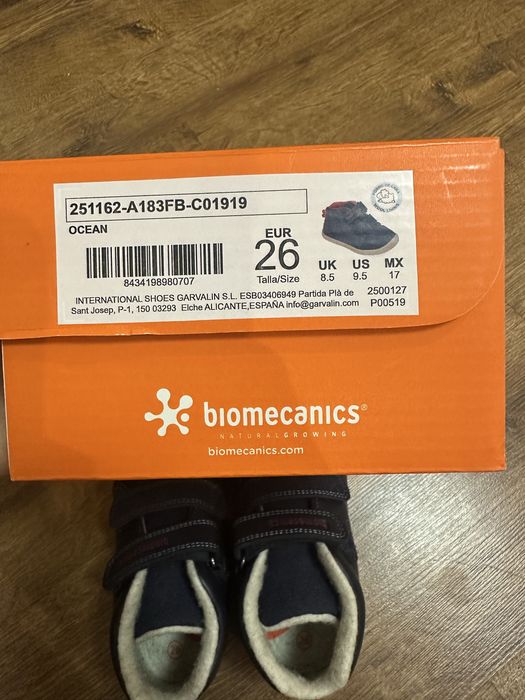 251162-A183FB-C01919
OCEAN
EUR
26
Talla/Size
UK US MX
8.5 9.5 17
8434198980707
INTERNATIONAL SHOES GARVALIN S.L. ESB03406949 Partida Plà de 2500127
Sant Josep, P-1, 150 03293 Elche ALICANTE,ESPAÑA info@garvalin.com P00519
biomecanics®
NATURALGROWING
biomecanics.com